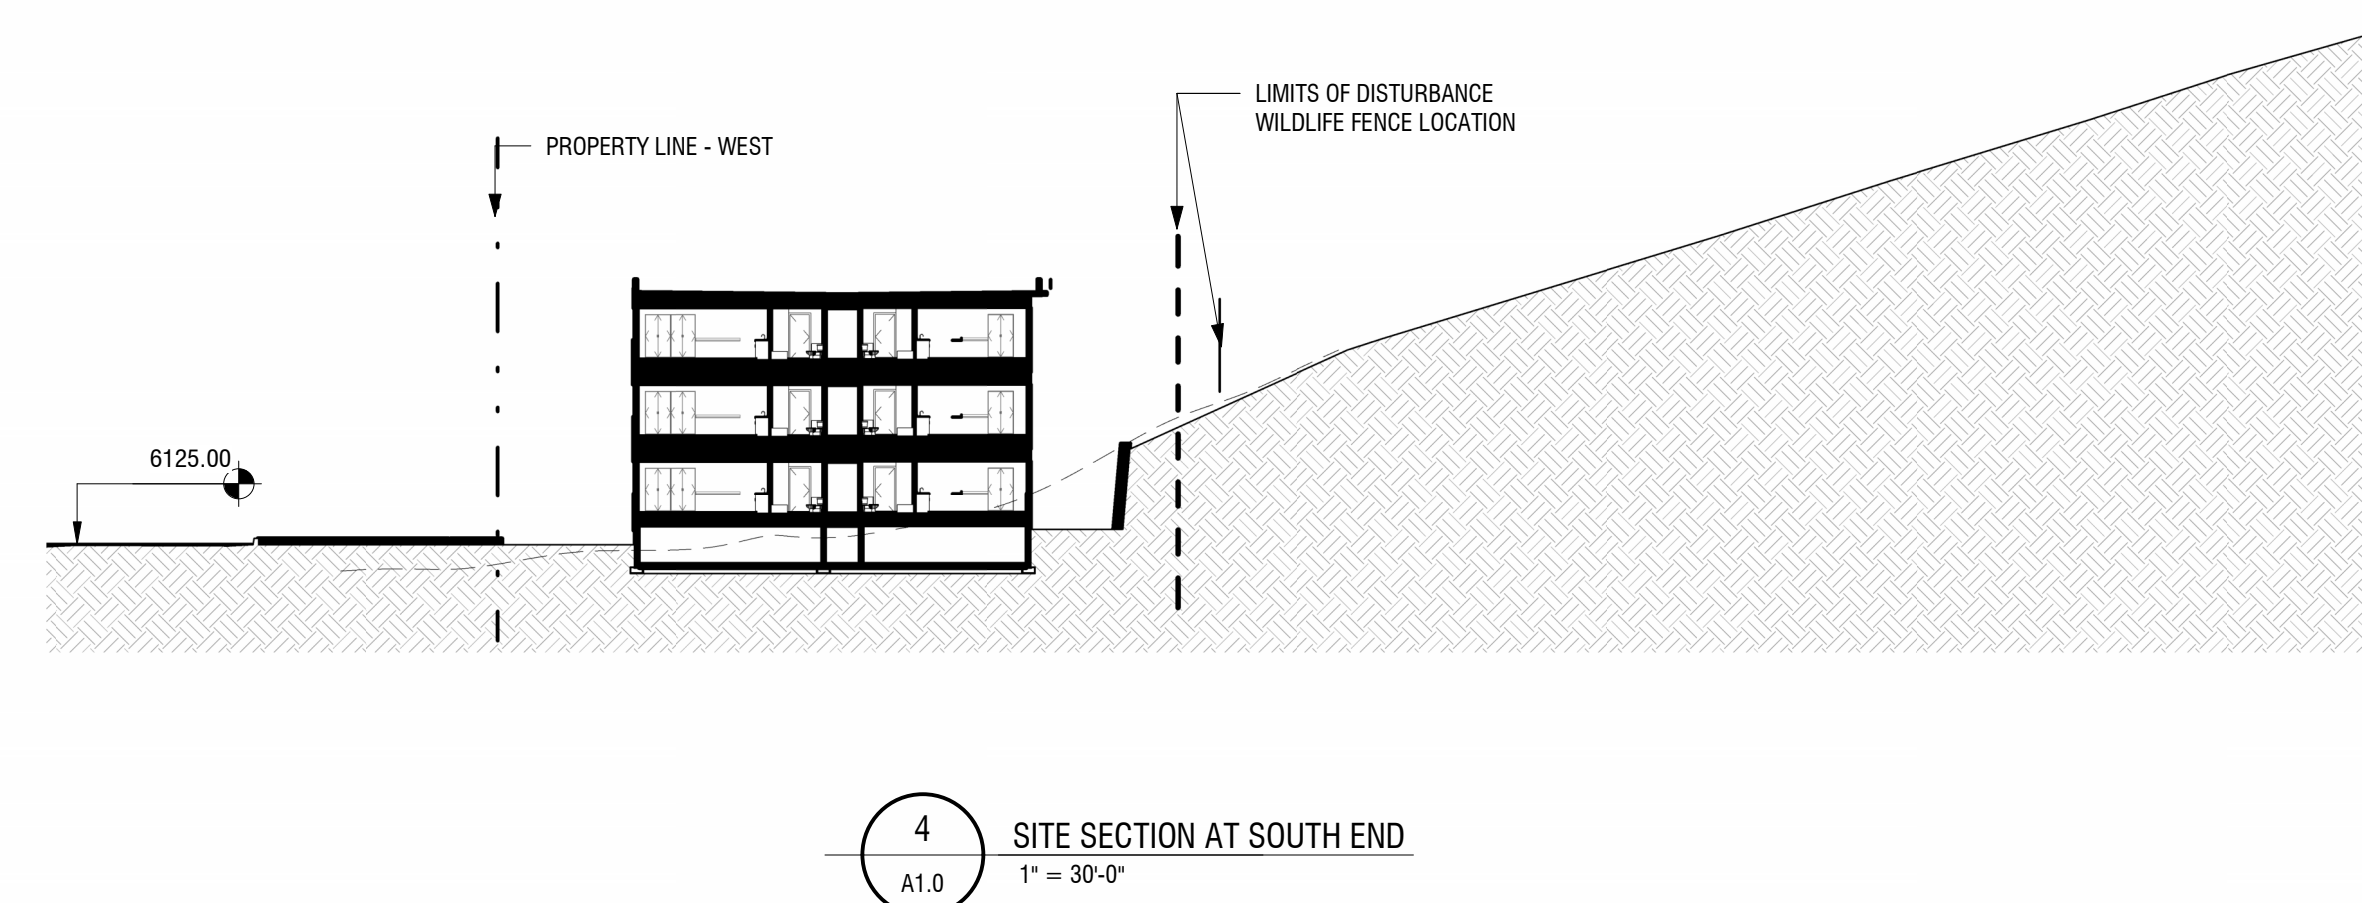 LIMITS OF DISTURBANCE
WILDLIFE FENCE LOCATION
PROPERTY LINE - WEST
6125.00
4
A1.0
SITE SECTION AT SOUTH END
1" = 30'-0"